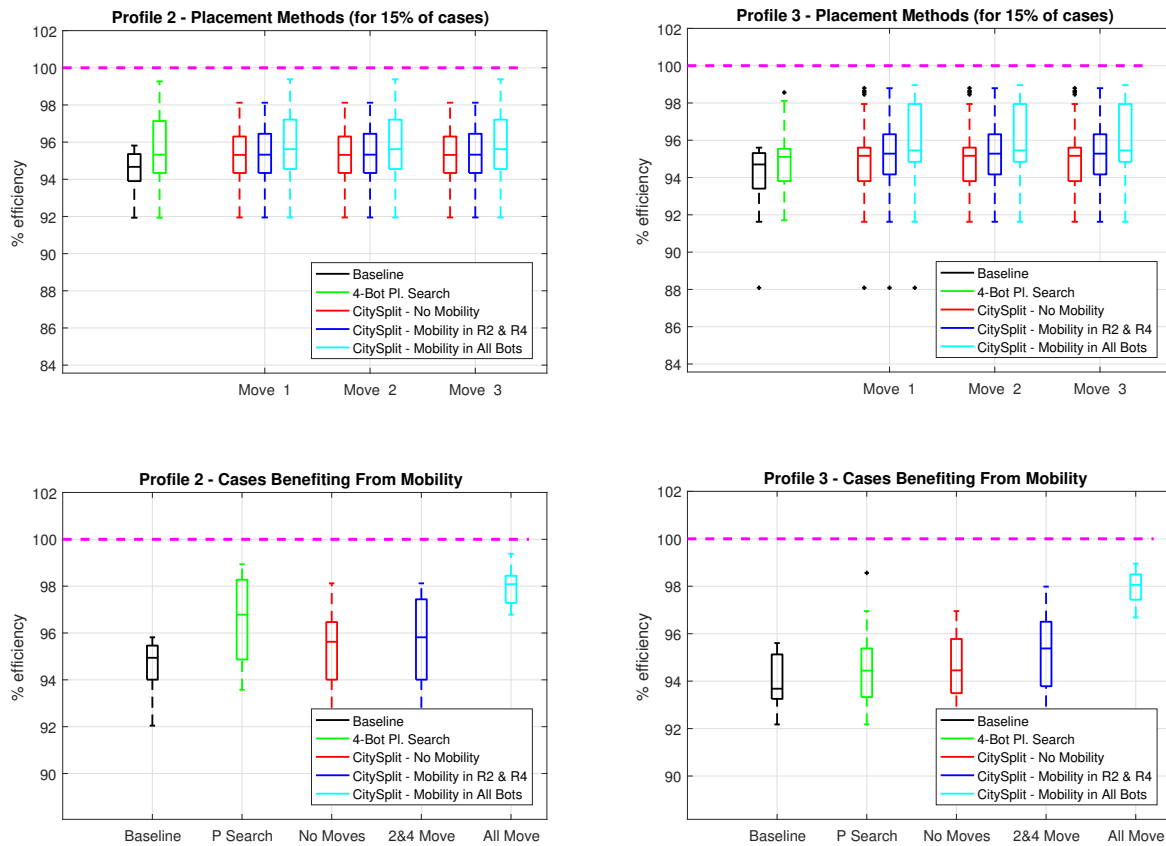 Profile 2 - Placement Methods (for 15% of cases)
102
100
98
96
94
92
90
88
86
84
% efficiency
Baseline
4-Bot Pl. Search
CitySplit - No Mobility
CitySplit - Mobility in R2 & R4
CitySplit - Mobility in All Bots
Move 1
Move 2
Move 3
Profile 3 - Placement Methods (for 15% of cases)
102
100
98
96
94
92
90
88
86
84
% efficiency
Baseline
4-Bot Pl. Search
CitySplit - No Mobility
CitySplit - Mobility in R2 & R4
CitySplit - Mobility in All Bots
Move 1
Move 2
Move 3
Profile 2 - Cases Benefiting From Mobility
102
100
98
96
94
92
90
% efficiency
Baseline
4-Bot Pl. Search
CitySplit - No Mobility
CitySplit - Mobility in R2 & R4
CitySplit - Mobility in All Bots
Baseline
P Search
No Moves
2&4 Move
All Move
Profile 3 - Cases Benefiting From Mobility
102
100
98
96
94
92
90
% efficiency
Baseline
4-Bot Pl. Search
CitySplit - No Mobility
CitySplit - Mobility in R2 & R4
CitySplit - Mobility in All Bots
Baseline
P Search
No Moves
2&4 Move
All Move